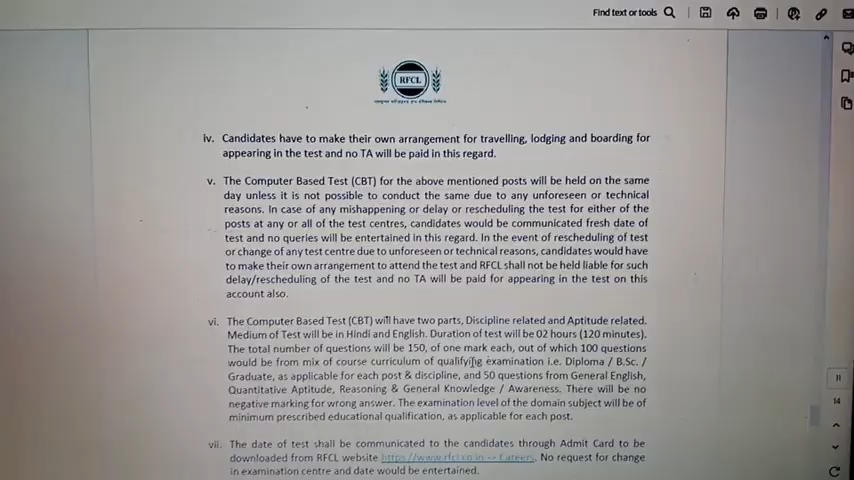 Find text or tools
RFCL
iv. Candidates have to make their own arrangement for travelling, lodging and boarding for
appearing in the test and no TA will be paid in this regard.
v. The Computer Based Test (CBT) for the above mentioned posts will be held on the same
day unless it is not possible to conduct the same due to any unforeseen or technical
reasons. In case of any mishappening or delay or rescheduling the test for either of the
posts at any or all of the test centres, candidates would be communicated fresh date of
test and no queries will be entertained in this regard. In the event of rescheduling of test
or change of any test centre due to unforeseen or technical reasons, candidates would have
to make their own arrangement to attend the test and RFCL shall not be held liable for such
delay/rescheduling of the test and no TA will be paid for appearing in the test on this
account also.
vi. The Computer Based Test (CBT) will have two parts, Discipline related and Aptitude related.
Medium of Test will be in Hindi and English. Duration of test will be 02 hours (120 minutes).
The total number of questions will be 150, of one mark each, out of which 100 questions
would be from mix of course curriculum of qualifying examination i.e. Diploma / B.Sc. /
Graduate, as applicable for each post & discipline, and 50 questions from General English,
Quantitative Aptitude, Reasoning & General Knowledge / Awareness. There will be no
negative marking for wrong answer. The examination level of the domain subject will be of
minimum prescribed educational qualification, as applicable for each post.
vii. The date of test shall be communicated to the candidates through Admit Card to be
downloaded from RFCL website https://www.rfcl.co.in -- Careers. No request for change
in examination centre and date would be entertained.
11
14